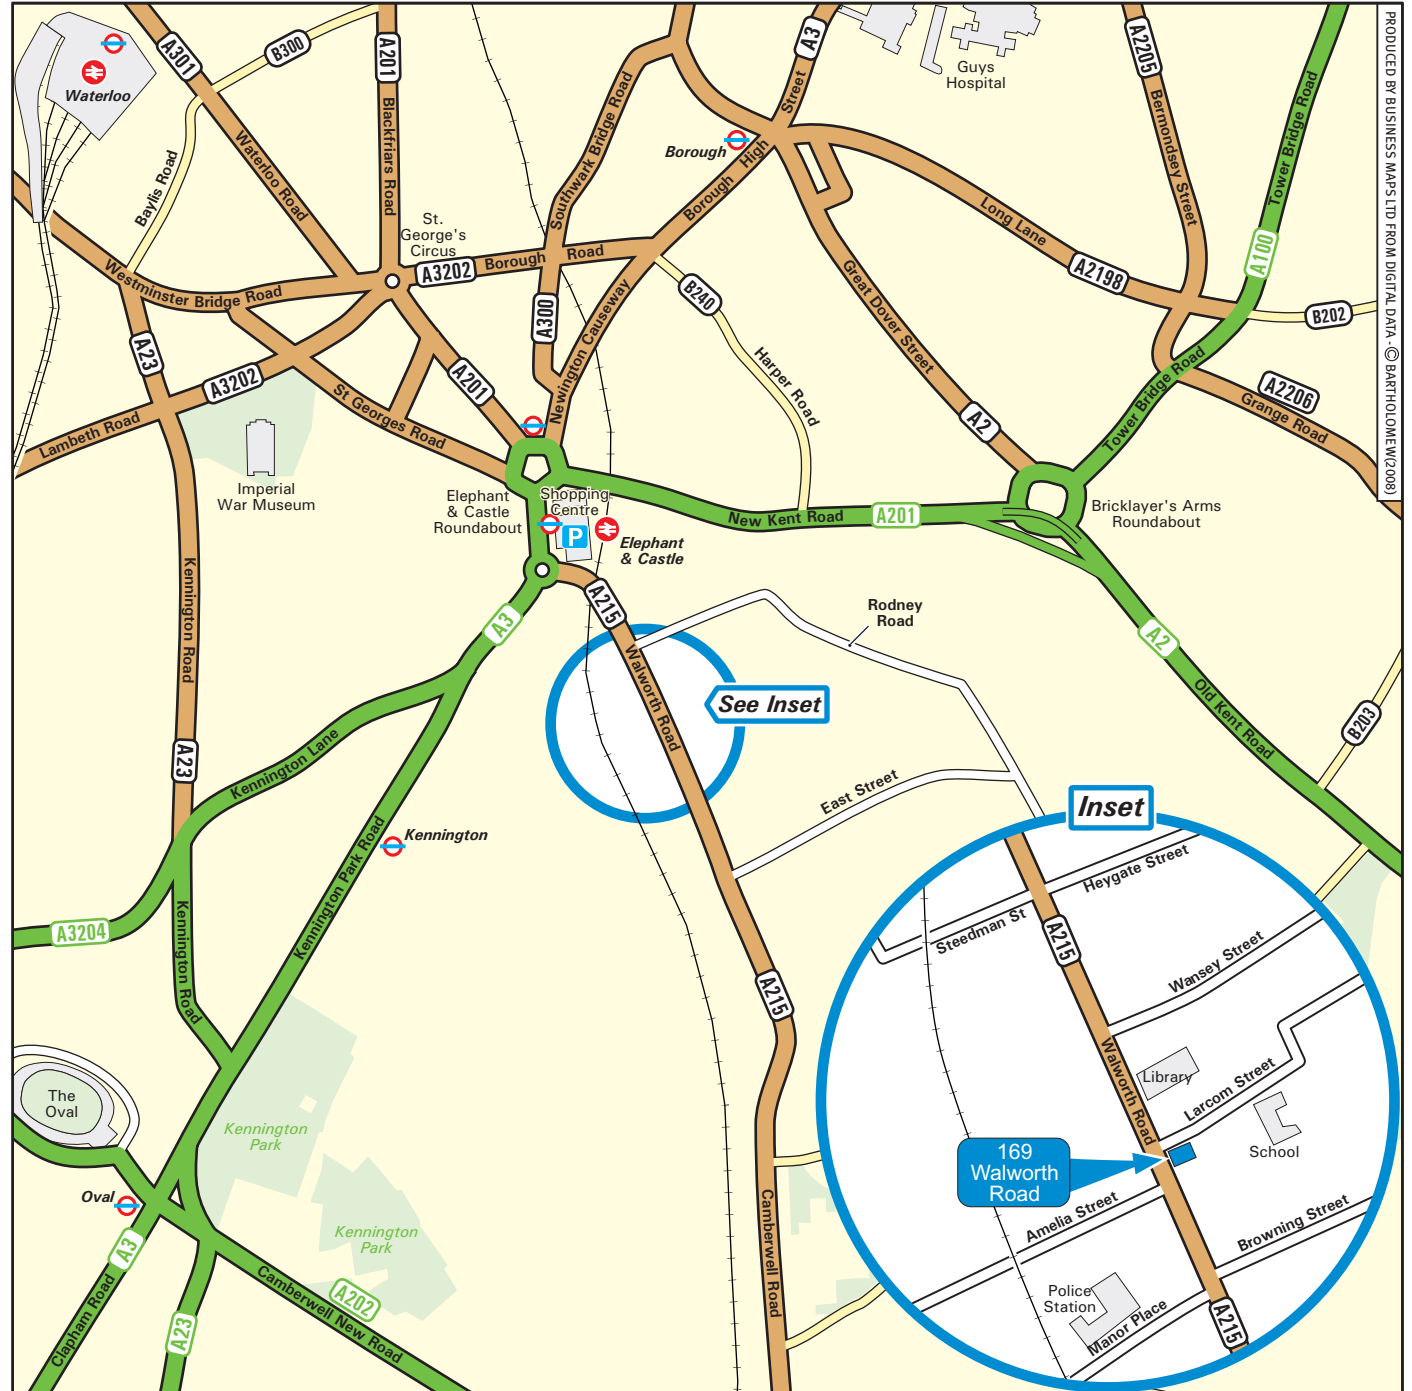 A301
B300
A201
A3
A2205
Guys
Hospital
Waterloo
Waterloo Road
Blackfriars Road
Baylis Road
Southwark Bridge Road
Borough
Borough High Street
Bermondsey Street
Tower Bridge Road
PRODUCED BY BUSINESS MAPS LTD FROM DIGITAL DATA - © BARTHOLOMEW(2008)
St.
George's
Circus
A3202
Borough Road
Long Lane
A2198
A100
B202
Westminster Bridge Road
A23
A300
B240
Newington Causeway
Great Dover Street
Harper Road
A3202
A201
St Georges Road
Lambeth Road
A2
Tower Bridge Road
A2206
Grange Road
Imperial
War Museum
Elephant
& Castle
Roundabout
Shopping
Centre
P
Elephant
& Castle
New Kent Road
A201
Bricklayer's Arms
Roundabout
Kennington Road
A3
A215
Rodney
Road
A2
Walworth Road
See Inset
Old Kent Road
B203
A23
Kennington Lane
East Street
Kennington
Kennington Park Road
A3204
Kennington Road
A215
Inset
Heygate Street
Steedman St
A215
Wansey Street
Walworth Road
Library
Larcom Street
School
169
Walworth
Road
Amelia Street
Browning Street
Police
Station
Manor Place
A215
The
Oval
Kennington
Park
Oval
Kennington
Park
A3
Clapham Road
A23
A202
Camberwell New Road
Camberwell Road